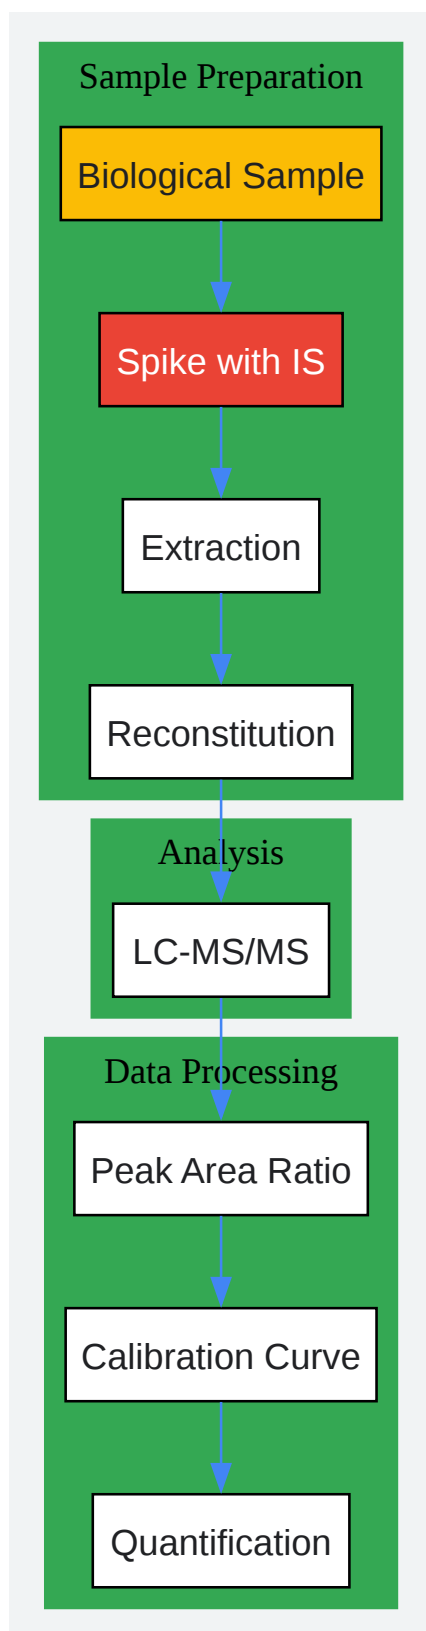 Sample Preparation
Biological Sample
Spike with IS
Extraction
Reconstitution
Analysis
LC-MS/MS
Data Processing
Peak Area Ratio
Calibration Curve
Quantification